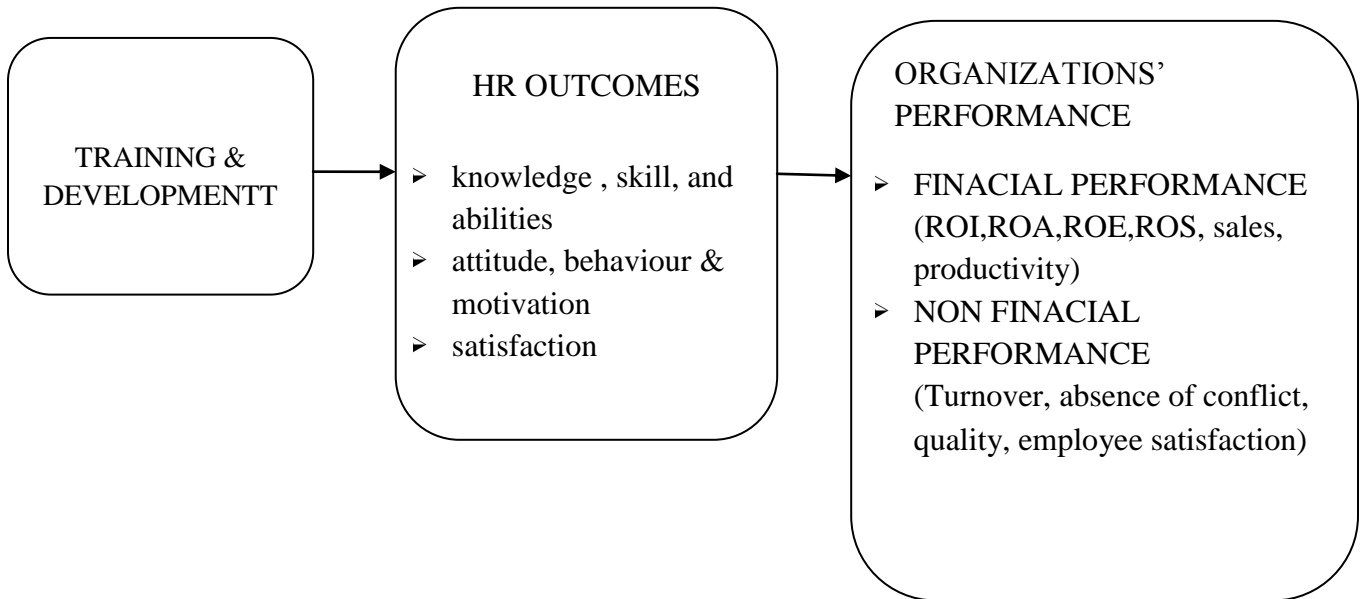 TRAINING &
DEVELOPMENTT
HR OUTCOMES
➢ knowledge , skill, and
abilities
➢ attitude, behaviour &
motivation
➢ satisfaction
ORGANIZATIONS’
PERFORMANCE
➢ FINACIAL PERFORMANCE
(ROI,ROA,ROE,ROS, sales,
productivity)
➢ NON FINACIAL
PERFORMANCE
(Turnover, absence of conflict,
quality, employee satisfaction)